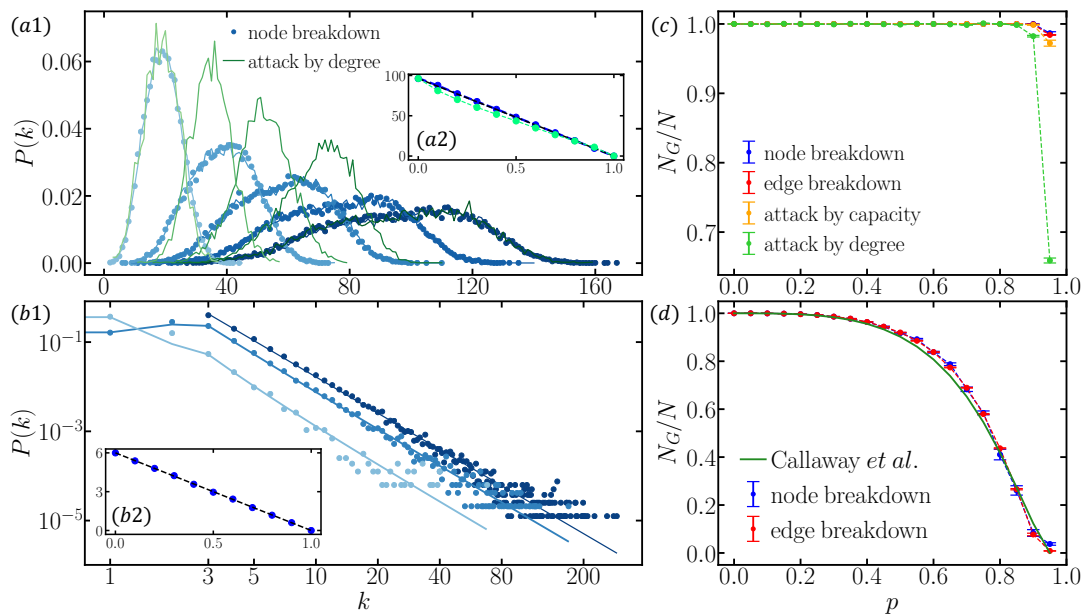 (a1)
node breakdown
attack by degree
P(k)
0.06
0.04
0.02
0.00
0
40
80
120
160
(a2)
100
50
0
0.0
0.5
1.0
(c)
N_G/N
1.0
0.9
0.8
0.7
0.6
node breakdown
edge breakdown
attack by capacity
attack by degree
0.0
0.2
0.4
0.6
0.8
1.0
(b1)
P(k)
10⁻¹
10⁻³
10⁻⁵
(b2)
6
3
0
0.0
0.5
1.0
1
3
5
10
20
40
80
200
k
(d)
N_G/N
1.0
0.8
0.6
0.4
0.2
0.0
Callaway et al.
node breakdown
edge breakdown
0.0
0.2
0.4
0.6
0.8
1.0
p